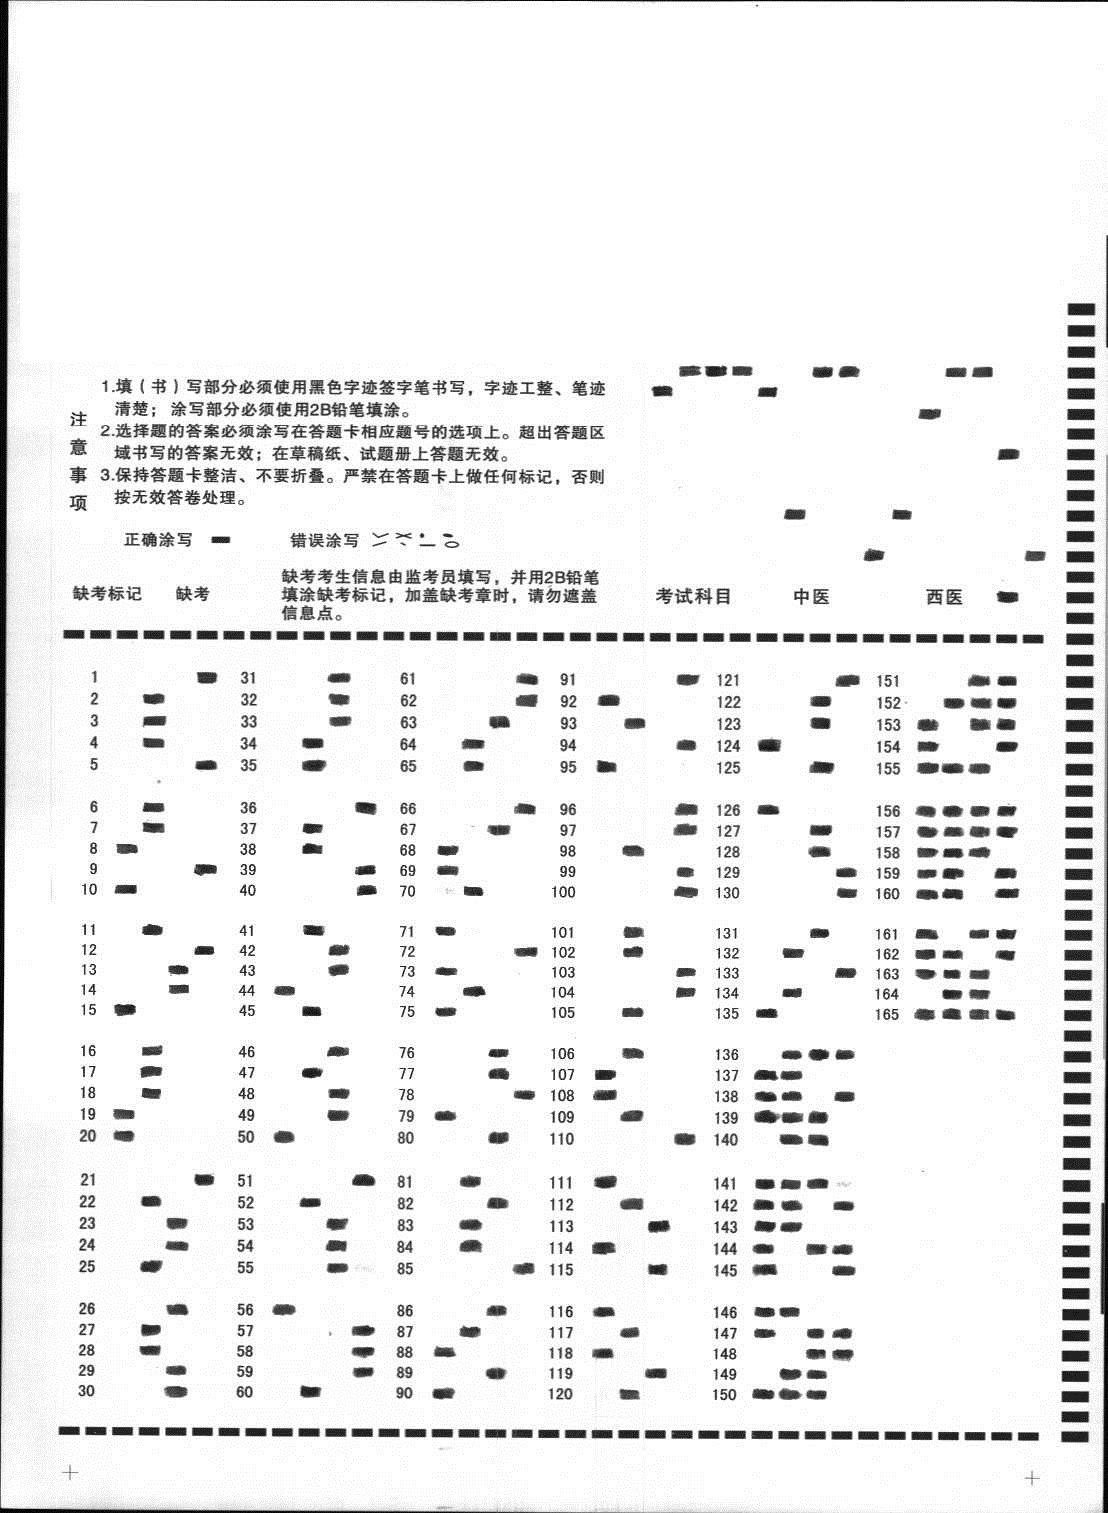 注意事项
1.填（书）写部分必须使用黑色字迹签字笔书写，字迹工整、笔迹
清楚；涂写部分必须使用2B铅笔填涂。
2.选择题的答案必须涂写在答题卡相应题号的选项上。超出答题区
域书写的答案无效；在草稿纸、试题册上答题无效。
3.保持答题卡整洁、不要折叠。严禁在答题卡上做任何标记，否则
按无效答卷处理。
正确涂写 错误涂写
缺考标记 缺考
缺考考生信息由监考员填写，并用2B铅笔
填涂缺考标记，加盖缺考章时，请勿遮盖
信息点。
考试科目 中医 西医
1 31 61 91 121 151
2 32 62 92 122 152
3 33 63 93 123 153
4 34 64 94 124 154
5 35 65 95 125 155
6 36 66 96 126 156
7 37 67 97 127 157
8 38 68 98 128 158
9 39 69 99 129 159
10 40 70 100 130 160
11 41 71 101 131 161
12 42 72 102 132 162
13 43 73 103 133 163
14 44 74 104 134 164
15 45 75 105 135 165
16 46 76 106 136
17 47 77 107 137
18 48 78 108 138
19 49 79 109 139
20 50 80 110 140
21 51 81 111 141
22 52 82 112 142
23 53 83 113 143
24 54 84 114 144
25 55 85 115 145
26 56 86 116 146
27 57 87 117 147
28 58 88 118 148
29 59 89 119 149
30 60 90 120 150